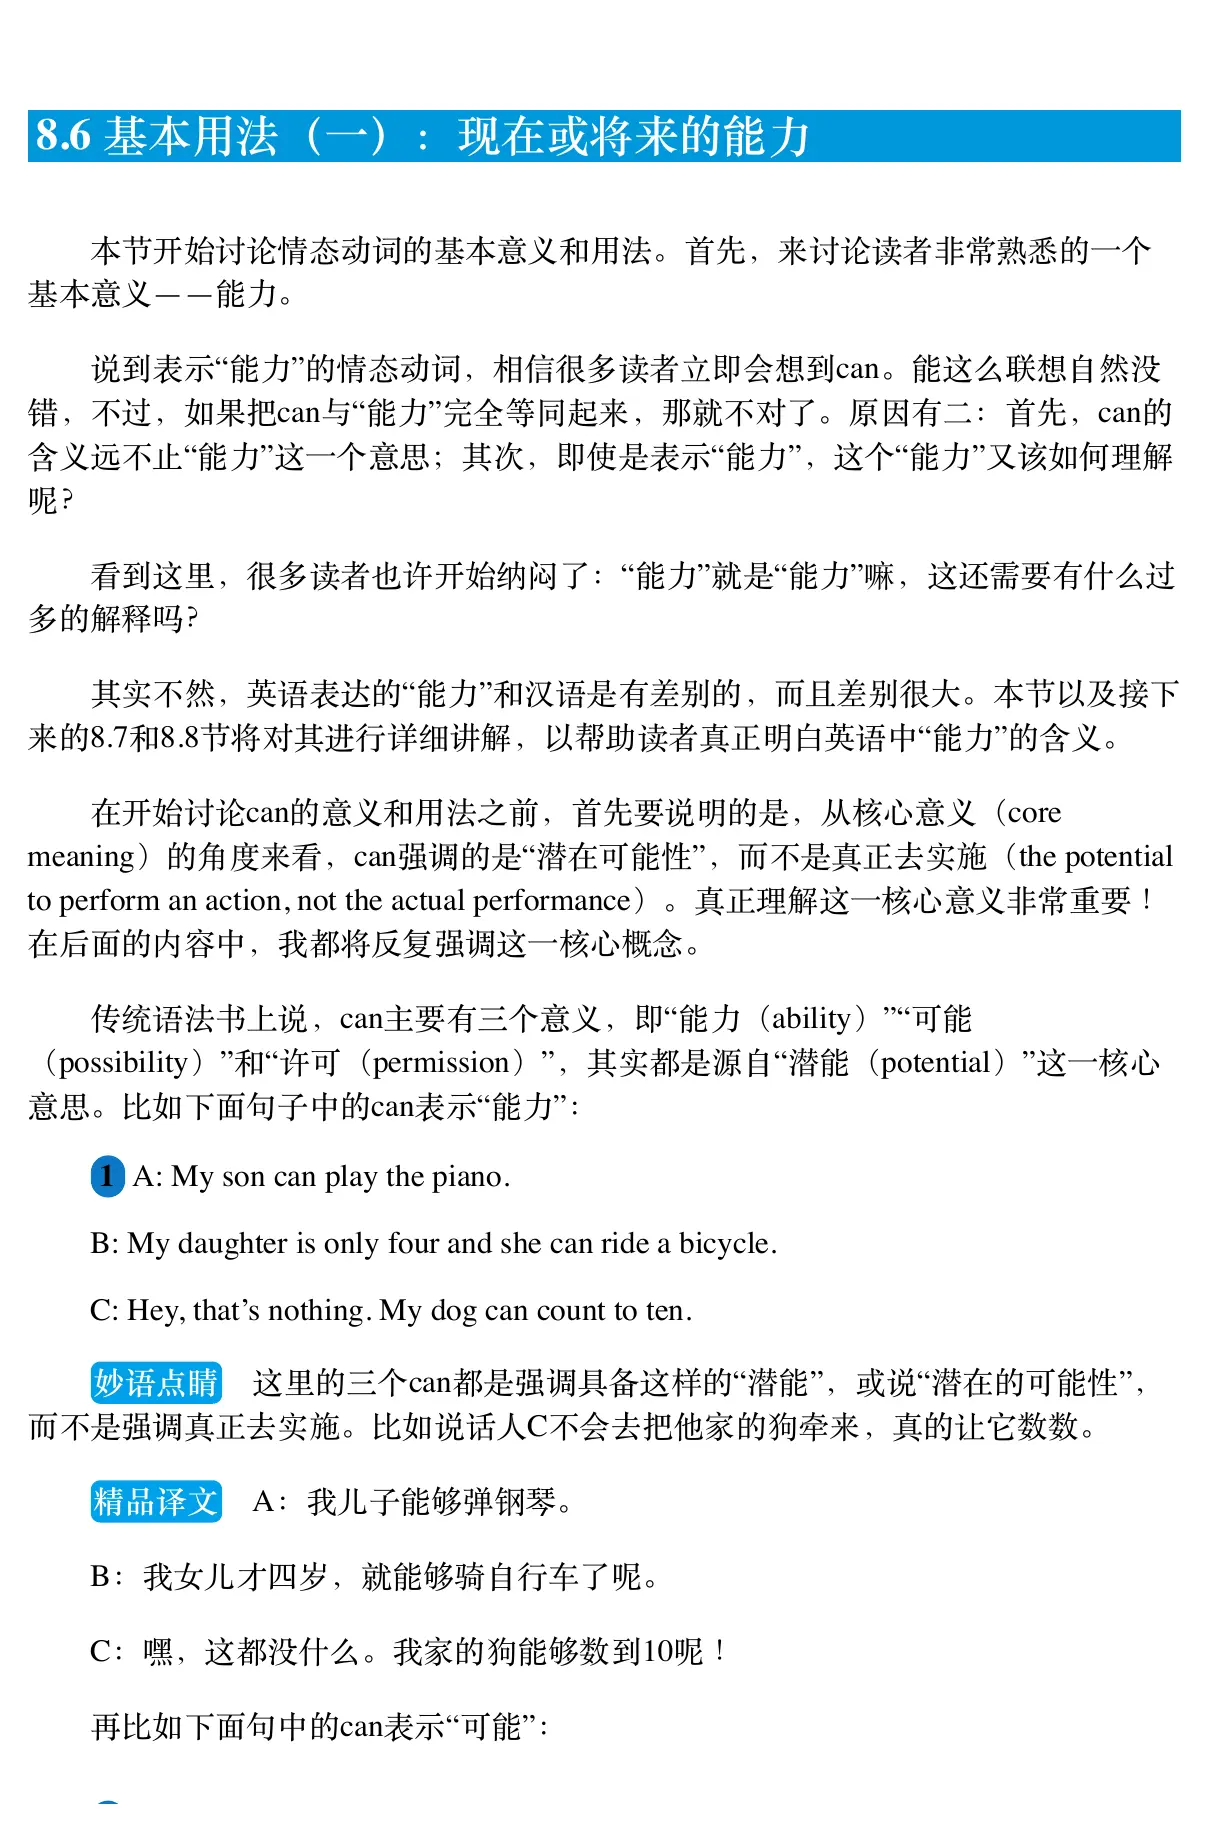 8.6 基本用法（一）：现在或将来的能力
本节开始讨论情态动词的基本意义和用法。首先，来讨论读者非常熟悉的一个
基本意义——能力。
说到表示“能力”的情态动词，相信很多读者立即会想到can。能这么联想自然没
错，不过，如果把can与“能力”完全等同起来，那就不对了。原因有二：首先，can的
含义远不止“能力”这一个意思；其次，即使是表示“能力”，这个“能力”又该如何理解
呢？
看到这里，很多读者也许开始纳闷了：“能力”就是“能力”嘛，这还需要有什么过
多的解释吗？
其实不然，英语表达的“能力”和汉语是有差别的，而且差别很大。本节以及接下
来的8.7和8.8节将对其进行详细讲解，以帮助读者真正明白英语中“能力”的含义。
在开始讨论can的意义和用法之前，首先要说明的是，从核心意义（core
meaning）的角度来看，can强调的是“潜在可能性”，而不是真正去实施（the potential
to perform an action, not the actual performance）。真正理解这一核心意义非常重要！
在后面的内容中，我都将反复强调这一核心概念。
传统语法书上说，can主要有三个意义，即“能力（ability）”“可能
（possibility）”和“许可（permission）”，其实都是源自“潜能（potential）”这一核心
意思。比如下面句子中的can表示“能力”：
1 A: My son can play the piano.
B: My daughter is only four and she can ride a bicycle.
C: Hey, that’s nothing. My dog can count to ten.
妙语点睛 这里的三个can都是强调具备这样的“潜能”，或说“潜在的可能性”，
而不是强调真正去实施。比如说话人C不会去把他家的狗牵来，真的让它数数。
精品译文 A：我儿子能够弹钢琴。
B：我女儿才四岁，就能够骑自行车了呢。
C：嘿，这都没什么。我家的狗能够数到10呢！
再比如下面句中的can表示“可能”：